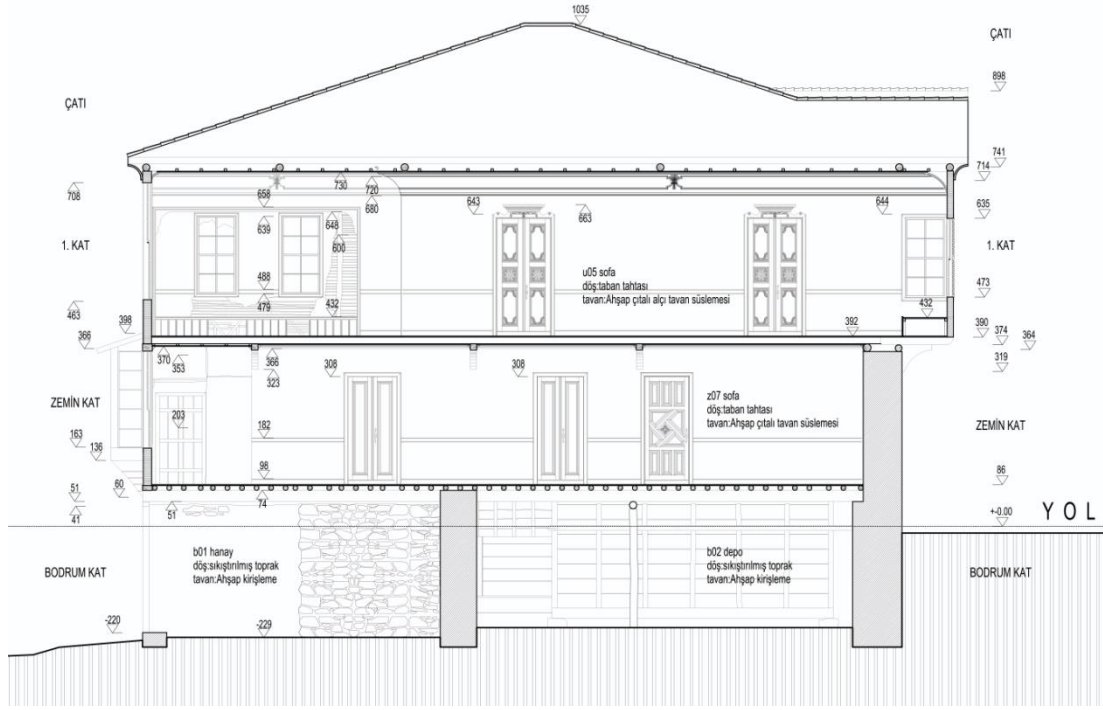 1035
ÇATI
898
ÇATI
741
714
708
730
720
658
680
643
663
644
635
639
648
600
1. KAT
1. KAT
u05 sofa
döş:taban tahtası
tavan:Ahşap çıtalı alçı tavan süslemesi
488
479
473
463
432
432
398
392
390
374
364
366
370
353
366
323
319
308
308
z07 sofa
döş:taban tahtası
tavan:Ahşap çıtalı tavan süslemesi
ZEMİN KAT
ZEMİN KAT
203
182
163
136
98
86
74
60
51
51
41
+-0.00
YOL
b01 hanay
döş:sıkıştırılmış toprak
tavan:Ahşap kirişleme
b02 depo
döş:sıkıştırılmış toprak
tavan:Ahşap kirişleme
BODRUM KAT
BODRUM KAT
-220
-229